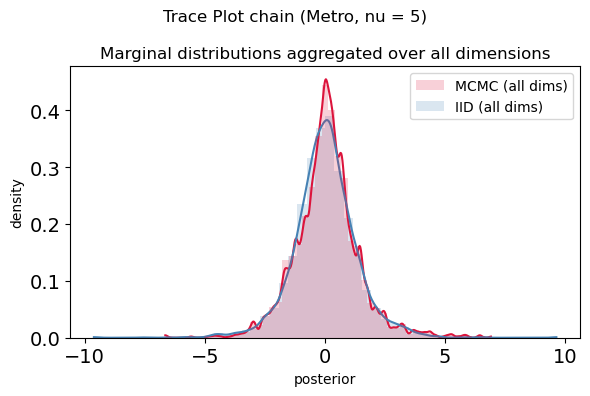 Trace Plot chain (Metro, nu = 5)
Marginal distributions aggregated over all dimensions
MCMC (all dims)
IID (all dims)
density
0.4
0.3
0.2
0.1
0.0
−10
−5
0
5
10
posterior